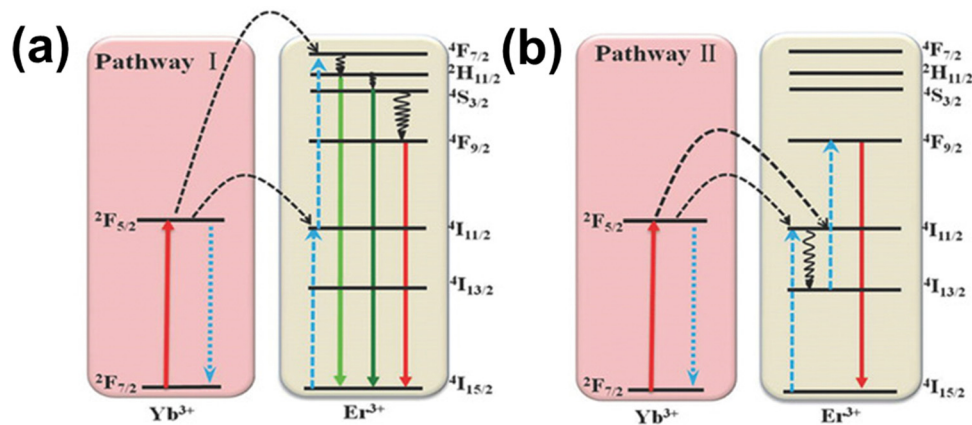 (a)
Pathway I
⁴F₇/₂
²H₁₁/₂
⁴S₃/₂
⁴F₉/₂
²F₅/₂
⁴I₁₁/₂
⁴I₁₃/₂
²F₇/₂
⁴I₁₅/₂
Yb³⁺
Er³⁺
(b)
Pathway II
⁴F₇/₂
²H₁₁/₂
⁴S₃/₂
⁴F₉/₂
²F₅/₂
⁴I₁₁/₂
⁴I₁₃/₂
²F₇/₂
⁴I₁₅/₂
Yb³⁺
Er³⁺